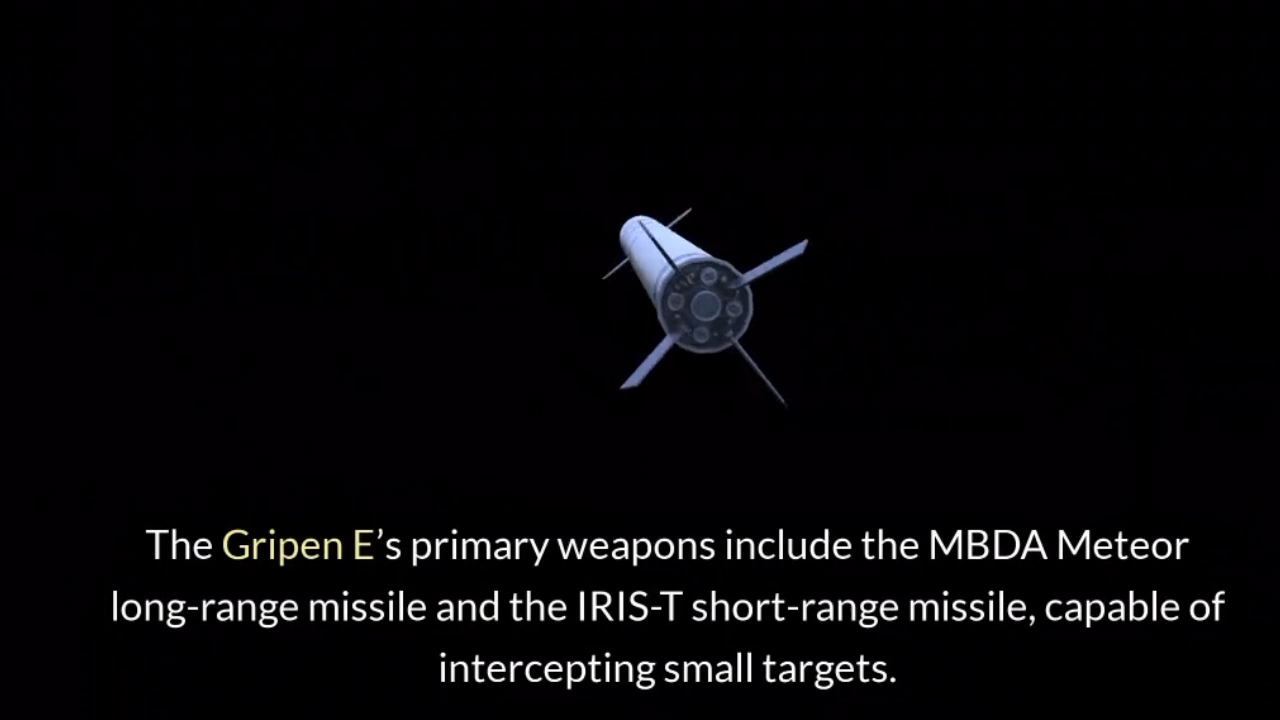 The Gripen E’s primary weapons include the MBDA Meteor
long-range missile and the IRIS-T short-range missile, capable of
intercepting small targets.